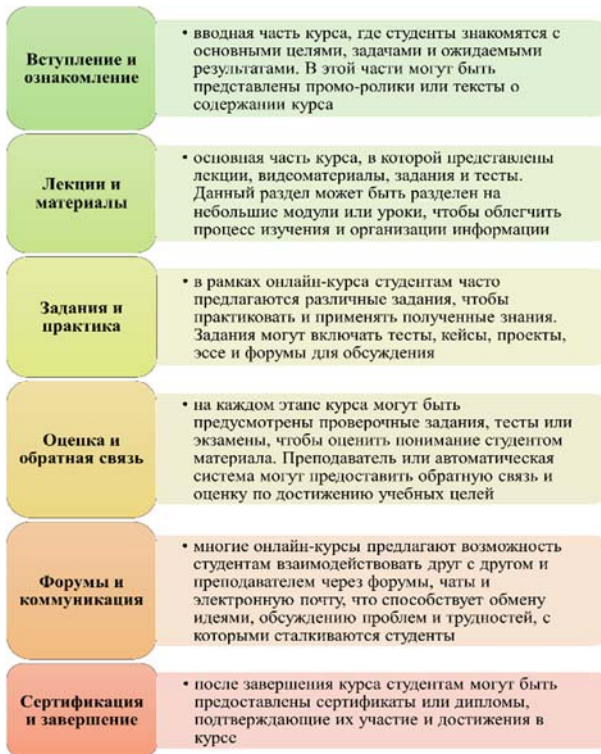 Вступление и
ознакомление
• вводная часть курса, где студенты знакомятся с
основными целями, задачами и ожидаемыми
результатами. В этой части могут быть
представлены промо-ролики или тексты о
содержании курса
Лекции и
материалы
• основная часть курса, в которой представлены
лекции, видеоматериалы, задания и тесты.
Данный раздел может быть разделен на
небольшие модули или уроки, чтобы облегчить
процесс изучения и организации информации
Задания и
практика
• в рамках онлайн-курса студентам часто
предлагаются различные задания, чтобы
практиковать и применять полученные знания.
Задания могут включать тесты, кейсы, проекты,
эссе и форумы для обсуждения
Оценка и
обратная связь
• на каждом этапе курса могут быть
предусмотрены проверочные задания, тесты или
экзамены, чтобы оценить понимание студентом
материала. Преподаватель или автоматическая
система могут предоставить обратную связь и
оценку по достижению учебных целей
Форумы и
коммуникация
• многие онлайн-курсы предлагают возможность
студентам взаимодействовать друг с другом и
преподавателем через форумы, чаты и
электронную почту, что способствует обмену
идеями, обсуждению проблем и трудностей, с
которыми сталкиваются студенты
Сертификация
и завершение
• после завершения курса студентам могут быть
предоставлены сертификаты или дипломы,
подтверждающие их участие и достижения в
курсе